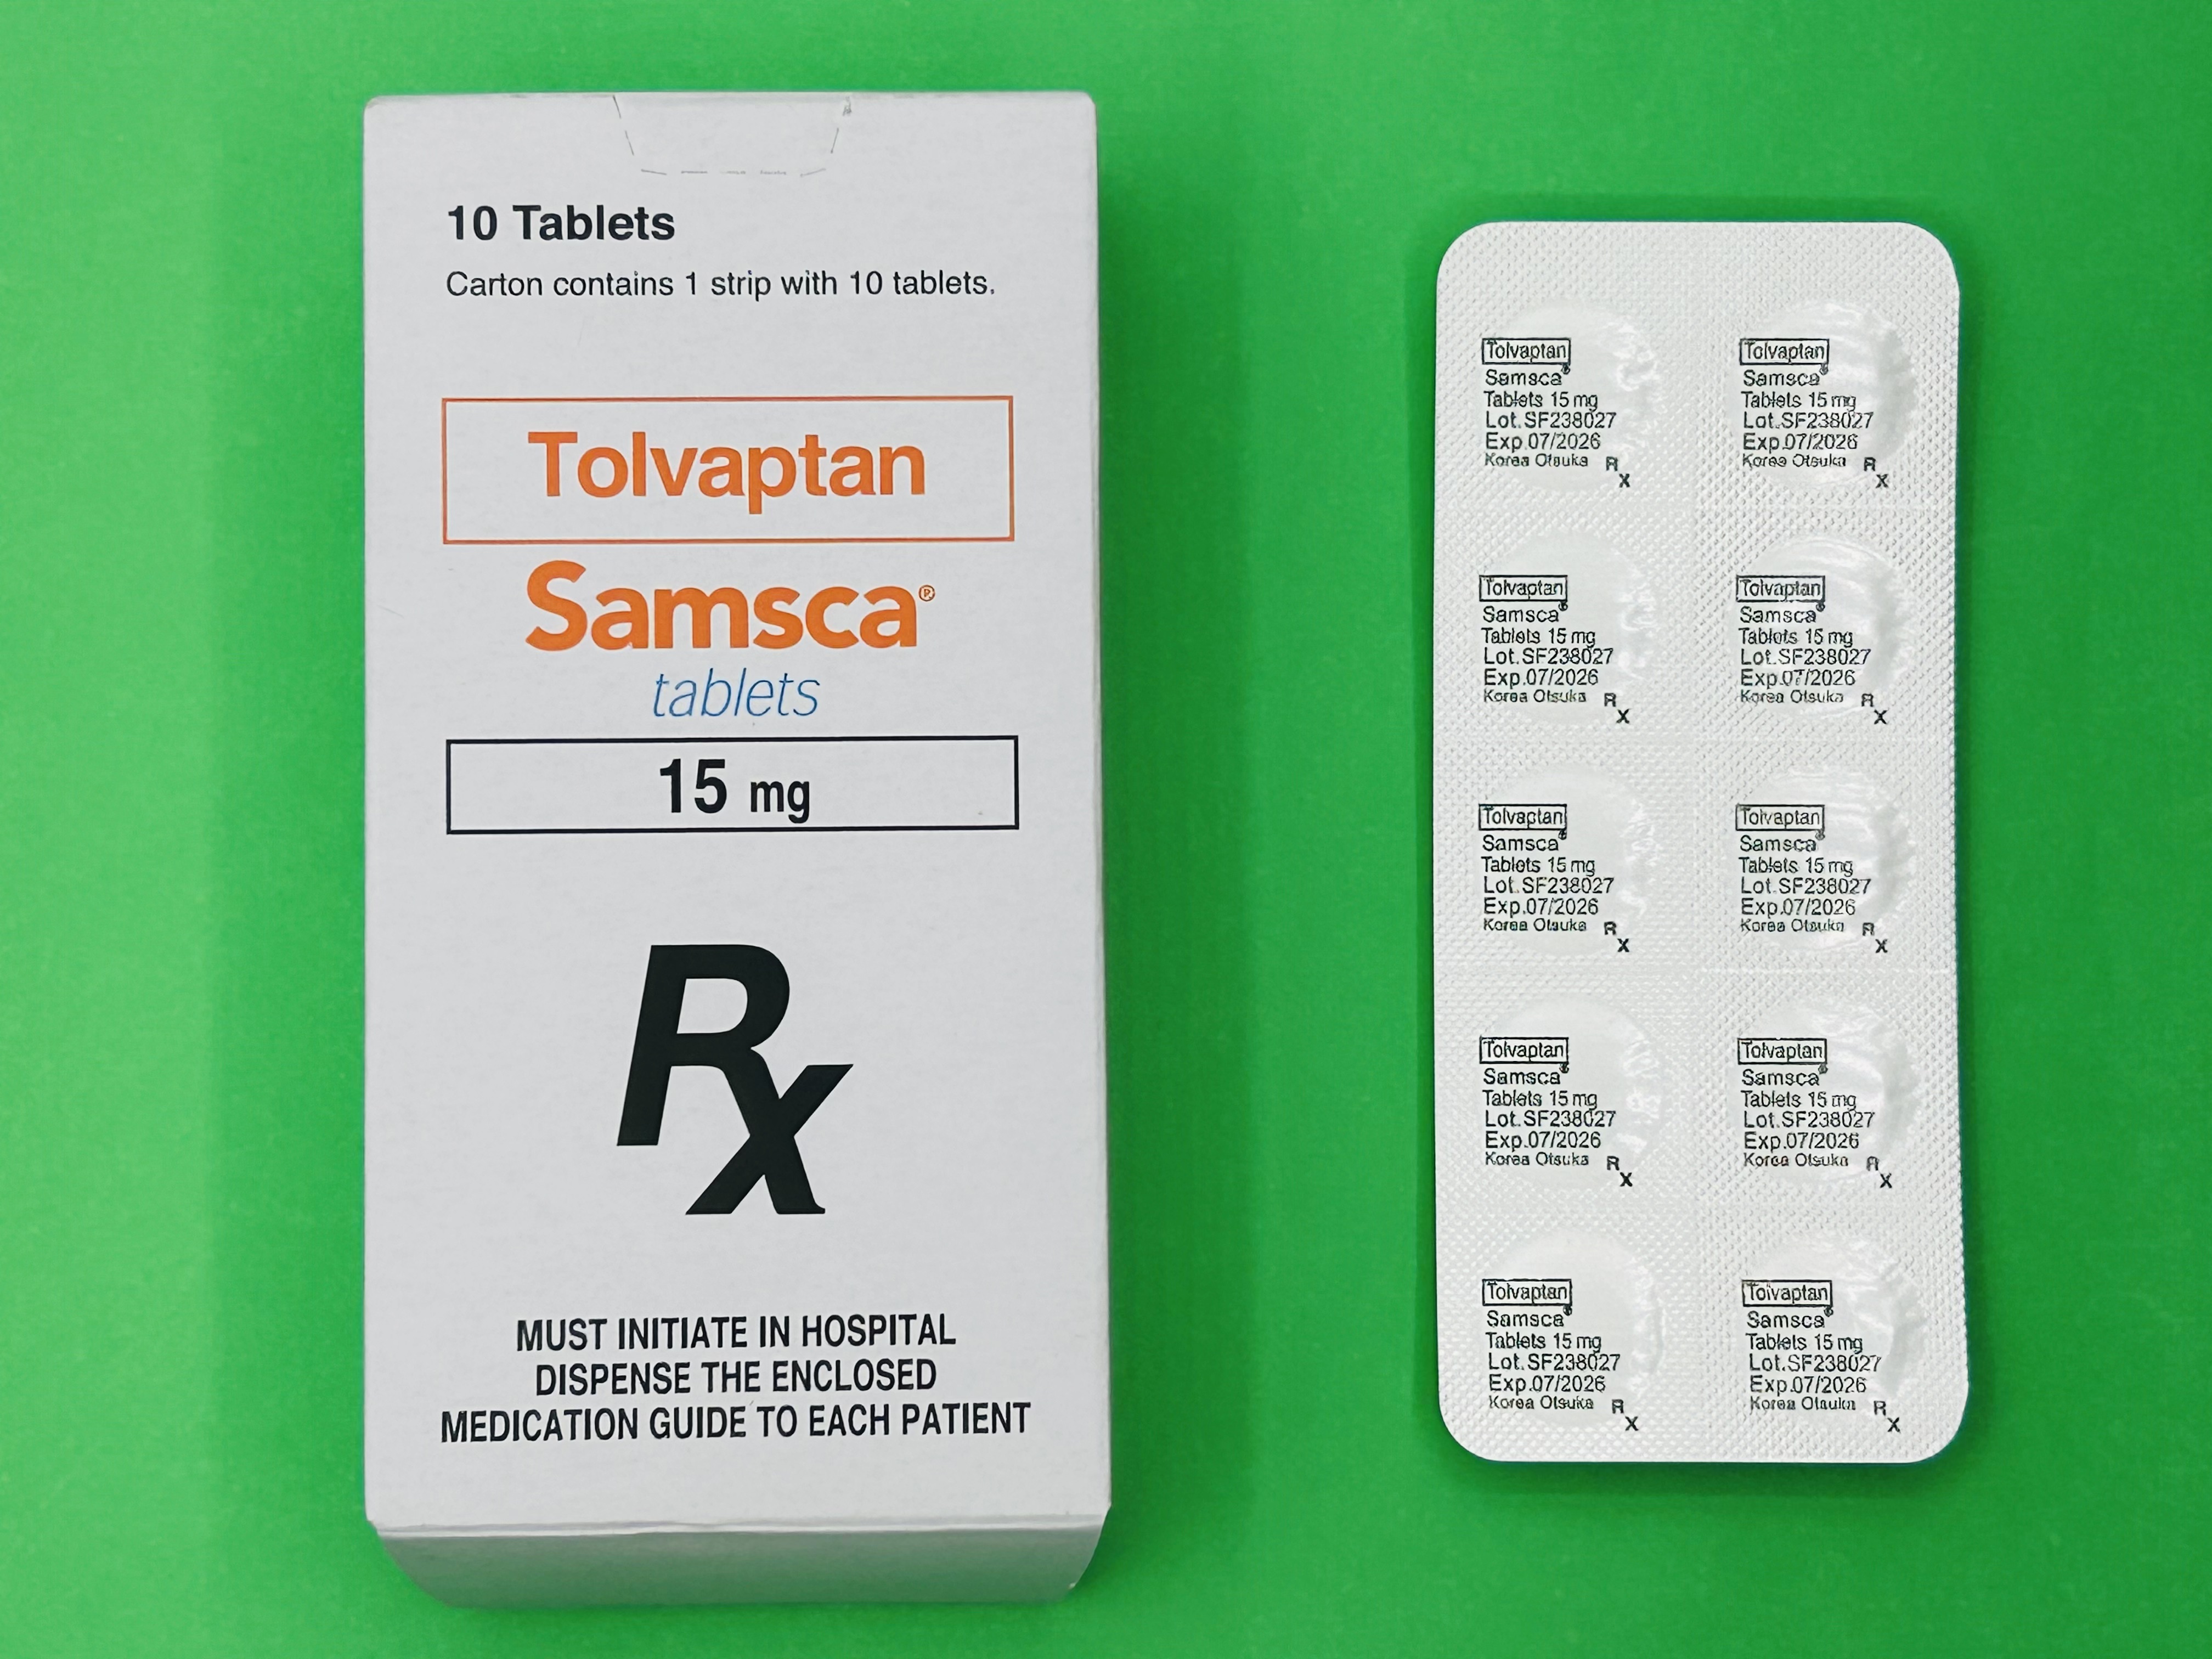 10 Tablets
Carton contains 1 strip with 10 tablets.
Tolvaptan
Samsca®
tablets
15 mg
Rx
MUST INITIATE IN HOSPITAL
DISPENSE THE ENCLOSED
MEDICATION GUIDE TO EACH PATIENT
Tolvaptan
Samsca®
Tablets 15 mg
Lot.SF238027
Exp.07/2026
Korea Otsuka Rx
Tolvaptan
Samsca®
Tablets 15 mg
Lot.SF238027
Exp.07/2026
Korea Otsuka Rx
Tolvaptan
Samsca®
Tablets 15 mg
Lot.SF238027
Exp.07/2026
Korea Otsuka Rx
Tolvaptan
Samsca®
Tablets 15 mg
Lot.SF238027
Exp.07/2026
Korea Otsuka Rx
Tolvaptan
Samsca®
Tablets 15 mg
Lot.SF238027
Exp.07/2026
Korea Otsuka Rx
Tolvaptan
Samsca®
Tablets 15 mg
Lot.SF238027
Exp.07/2026
Korea Otsuka Rx
Tolvaptan
Samsca®
Tablets 15 mg
Lot.SF238027
Exp.07/2026
Korea Otsuka Rx
Tolvaptan
Samsca®
Tablets 15 mg
Lot.SF238027
Exp.07/2026
Korea Otsuka Rx
Tolvaptan
Samsca®
Tablets 15 mg
Lot.SF238027
Exp.07/2026
Korea Otsuka Rx
Tolvaptan
Samsca®
Tablets 15 mg
Lot.SF238027
Exp.07/2026
Korea Otsuka Rx